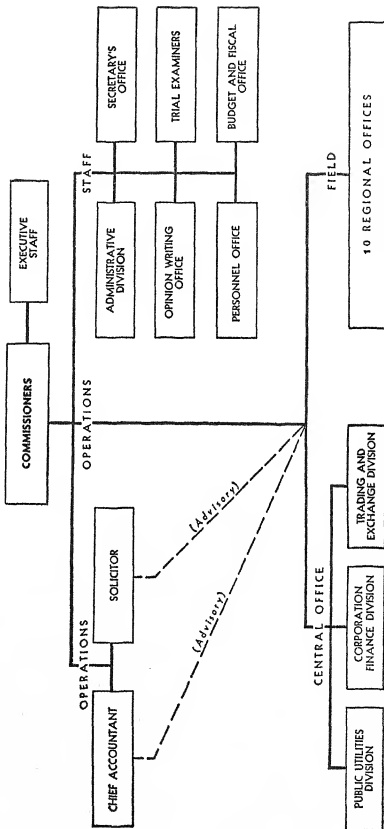 COMMISSIONERS
EXECUTIVE
STAFF
OPERATIONS
OPERATIONS
STAFF
CHIEF ACCOUNTANT
SOLICITOR
ADMINISTRATIVE
DIVISION
SECRETARY'S
OFFICE
OPINION WRITING
OFFICE
TRIAL EXAMINERS
PERSONNEL OFFICE
BUDGET AND FISCAL
OFFICE
(Advisory)
(Advisory)
CENTRAL OFFICE
FIELD
PUBLIC UTILITIES
DIVISION
CORPORATION
FINANCE DIVISION
TRADING AND
EXCHANGE DIVISION
10 REGIONAL OFFICES